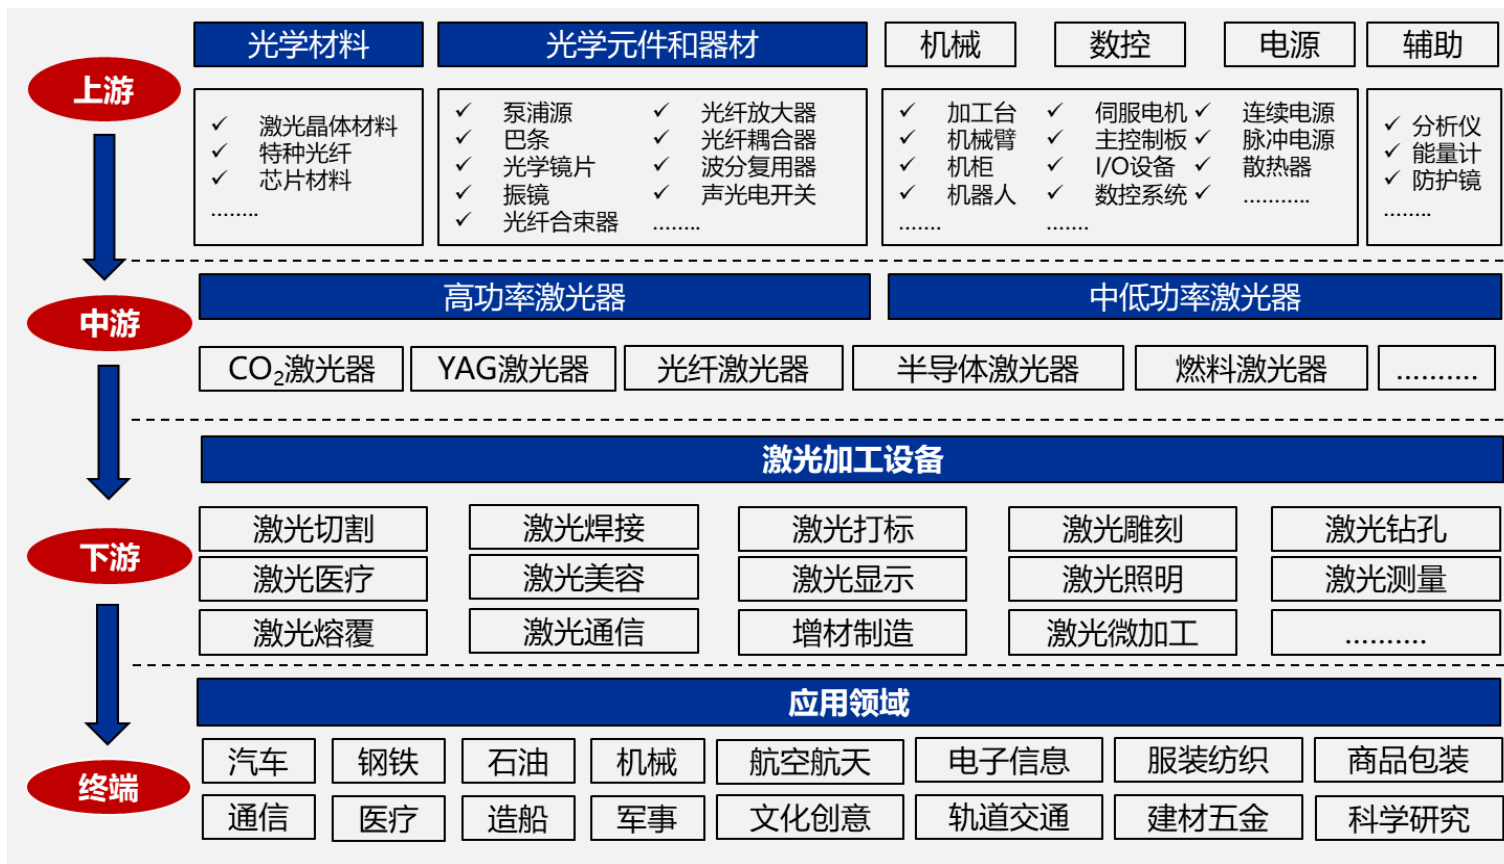 上游
光学材料
光学元件和器材
机械
数控
电源
辅助
激光晶体材料
特种光纤
芯片材料
........
泵浦源
巴条
光学镜片
振镜
光纤合束器
光纤放大器
光纤耦合器
波分复用器
声光电开关
........
加工台
机械臂
机柜
机器人
.......
伺服电机
主控制板
I/O设备
数控系统
.......
连续电源
脉冲电源
散热器
...........
分析仪
能量计
防护镜
........
中游
高功率激光器
中低功率激光器
CO₂激光器
YAG激光器
光纤激光器
半导体激光器
燃料激光器
..........
下游
激光加工设备
激光切割
激光焊接
激光打标
激光雕刻
激光钻孔
激光医疗
激光美容
激光显示
激光照明
激光测量
激光熔覆
激光通信
增材制造
激光微加工
..........
终端
应用领域
汽车
钢铁
石油
机械
航空航天
电子信息
服装纺织
商品包装
通信
医疗
造船
军事
文化创意
轨道交通
建材五金
科学研究